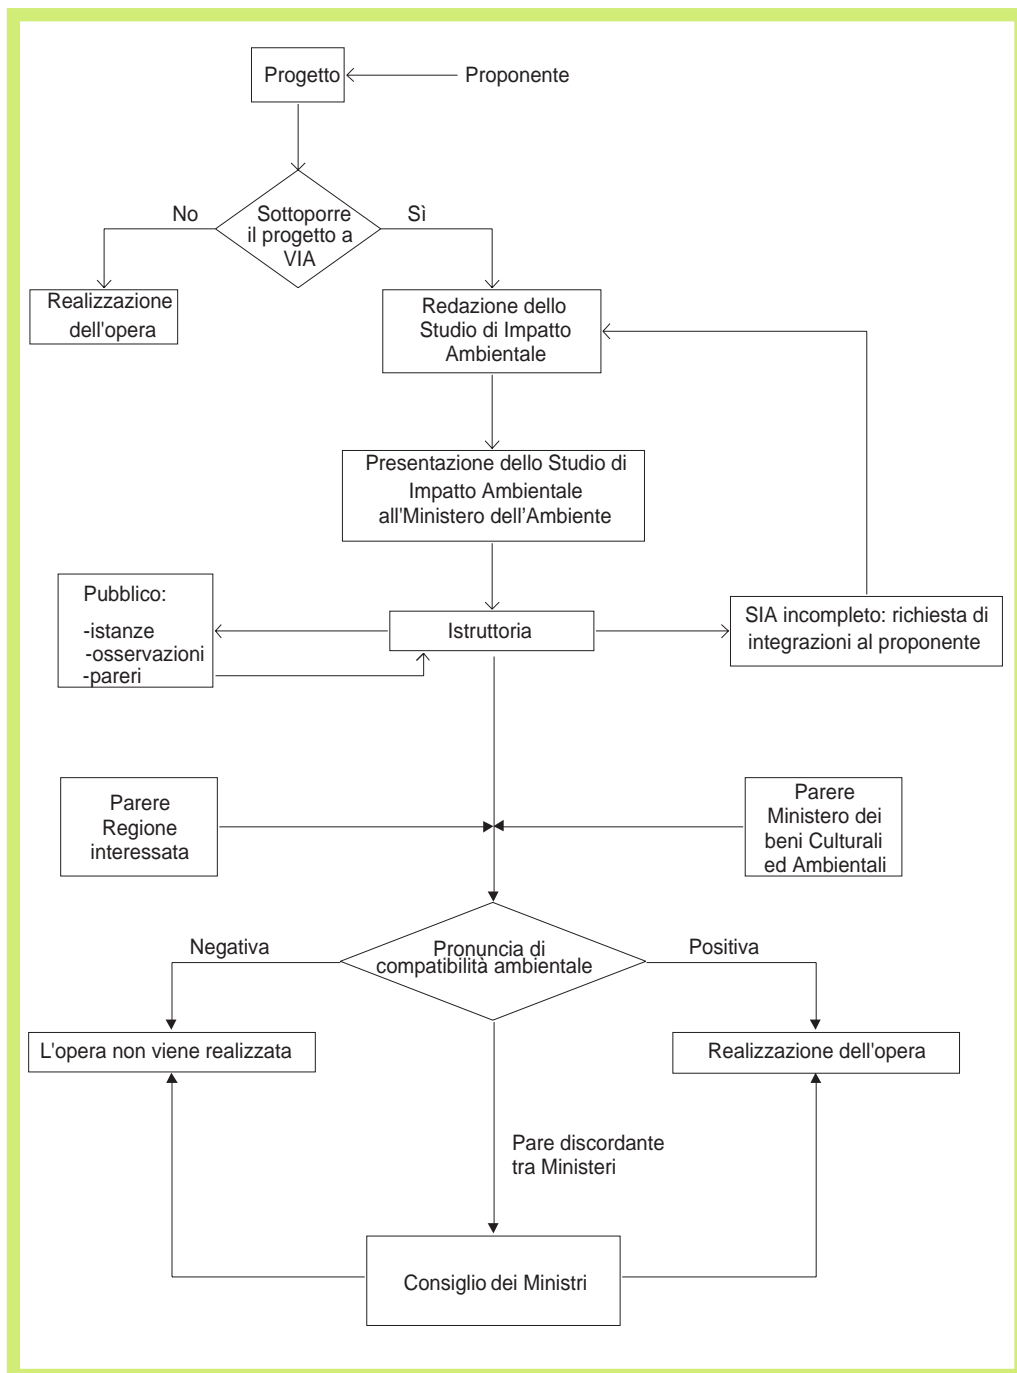 Progetto
Proponente
No
Sottoporre
il progetto a
VIA
Sì
Realizzazione
dell'opera
Redazione dello
Studio di Impatto
Ambientale
Presentazione dello Studio di
Impatto Ambientale
all'Ministero dell’Ambiente
Pubblico:
-istanze
-osservazioni
-pareri
Istruttoria
SIA incompleto: richiesta di
integrazioni al proponente
Parere
Regione
interessata
Parere
Ministero dei
beni Culturali
ed Ambientali
Negativa
Pronuncia di
compatibilità ambientale
Positiva
L'opera non viene realizzata
Realizzazione dell'opera
Pare discordante
tra Ministeri
Consiglio dei Ministri